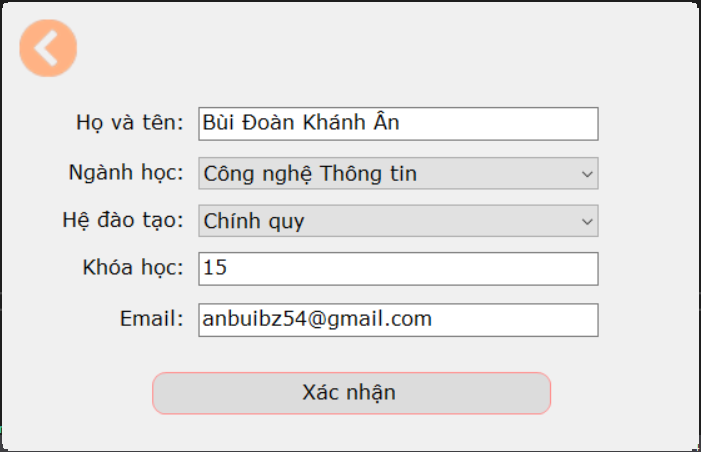 Họ và tên: Bùi Đoàn Khánh Ân
Ngành học: Công nghệ Thông tin
Hệ đào tạo: Chính quy
Khóa học: 15
Email: anbuibz54@gmail.com
Xác nhận